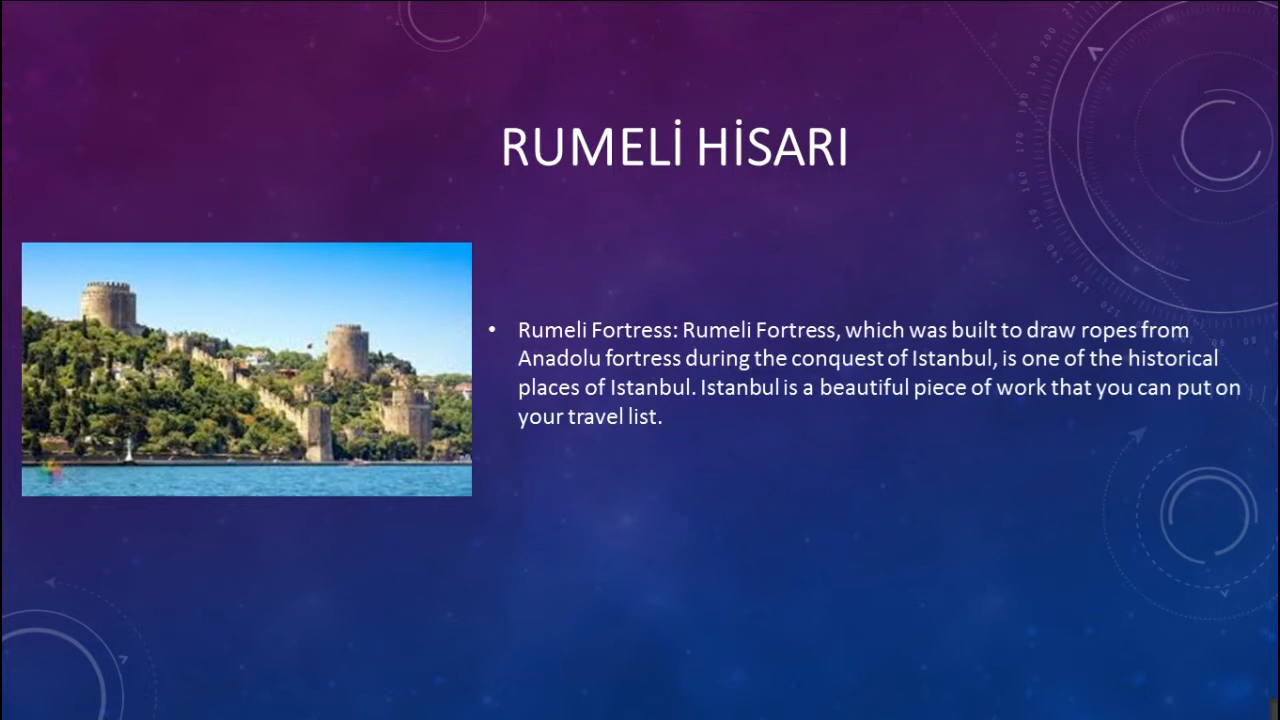 RUMELİ HİSARI
• Rumeli Fortress: Rumeli Fortress, which was built to draw ropes from
Anadolu fortress during the conquest of Istanbul, is one of the historical
places of Istanbul. Istanbul is a beautiful piece of work that you can put on
your travel list.